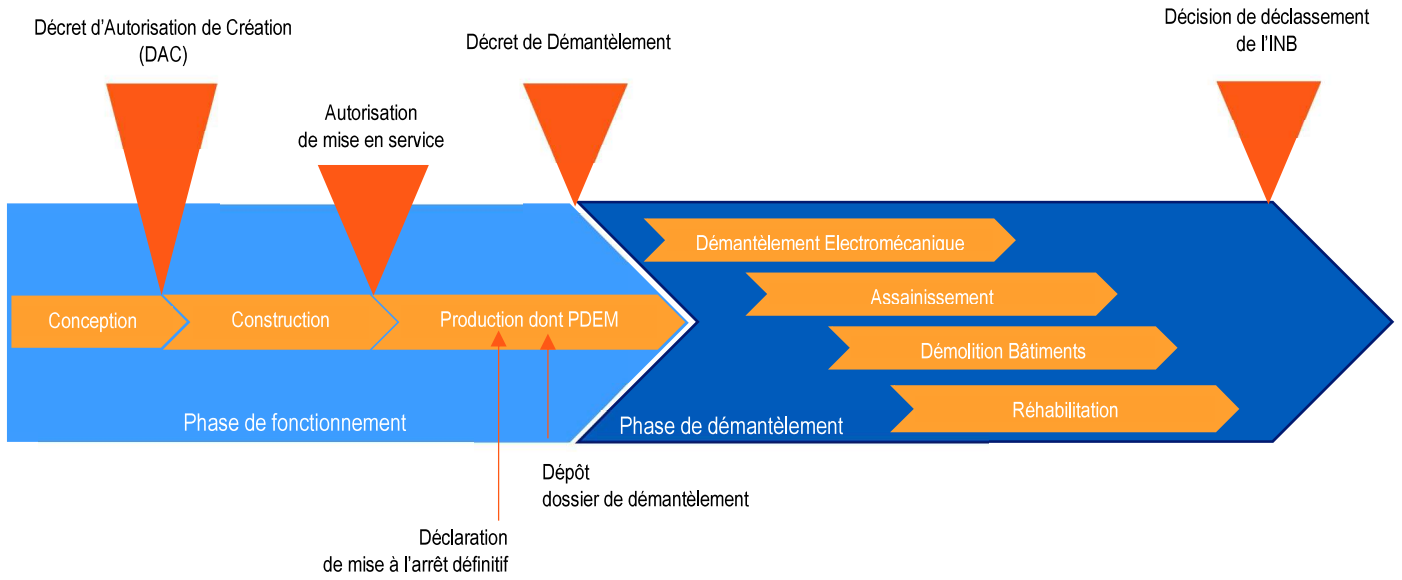 Décret d'Autorisation de Création
(DAC)
Autorisation
de mise en service
Décret de Démantèlement
Décision de déclassement
de l'INB
Conception
Construction
Production dont PDEM
Phase de fonctionnement
Démantèlement Electromécanique
Assainissement
Démolition Bâtiments
Réhabilitation
Phase de démantèlement
Dépôt
dossier de démantèlement
Déclaration
de mise à l'arrêt définitif